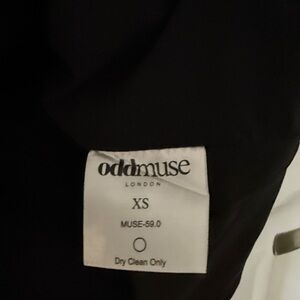 oddmuse
LONDON
XS
MUSE-59.0
Dry Clean Only